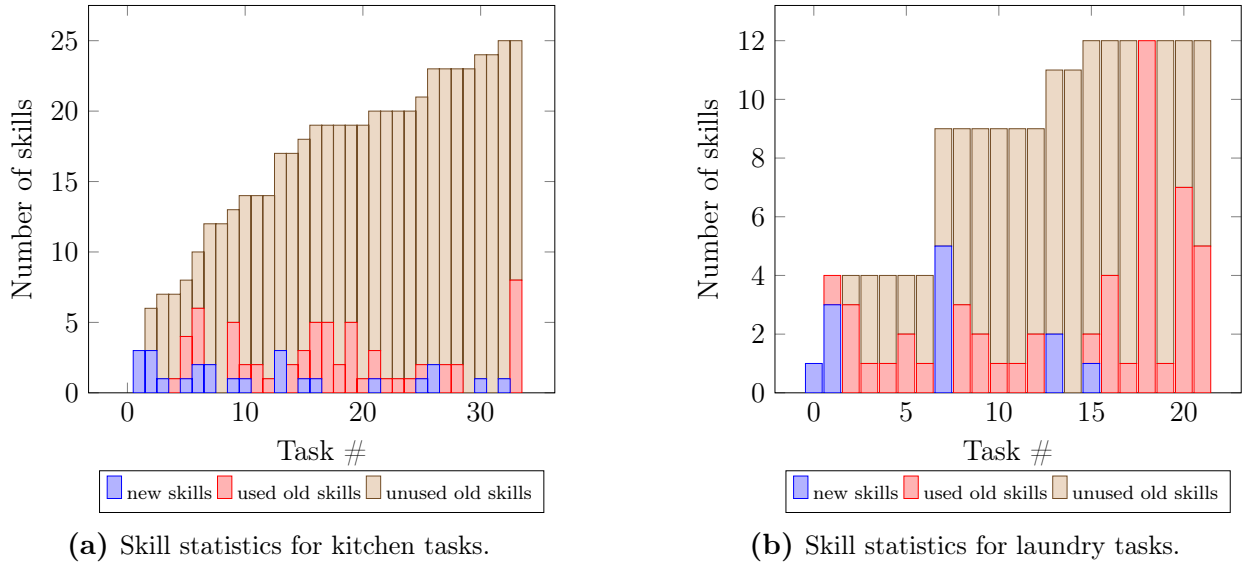 25
20
15
10
5
0
Number of skills
0 10 20 30
Task #
new skills used old skills unused old skills
(a) Skill statistics for kitchen tasks.
12
10
8
6
4
2
0
Number of skills
0 5 10 15 20
Task #
new skills used old skills unused old skills
(b) Skill statistics for laundry tasks.